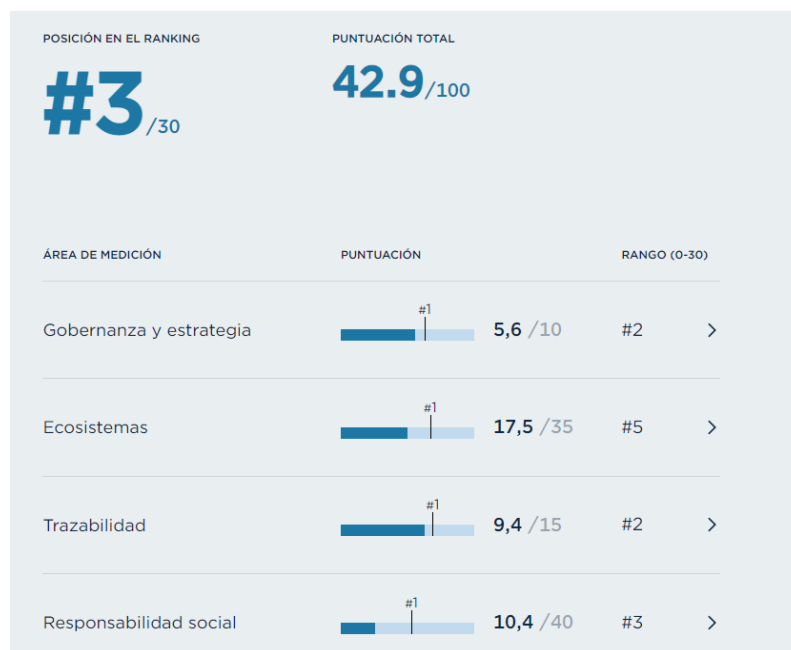 POSICIÓN EN EL RANKING
PUNTUACIÓN TOTAL
#3/30
42.9/100
ÁREA DE MEDICIÓN
PUNTUACIÓN
RANGO (0-30)
#1
Gobernanza y estrategia
5,6 /10
#2
#1
Ecosistemas
17,5 /35
#5
#1
Trazabilidad
9,4 /15
#2
#1
Responsabilidad social
10,4 /40
#3